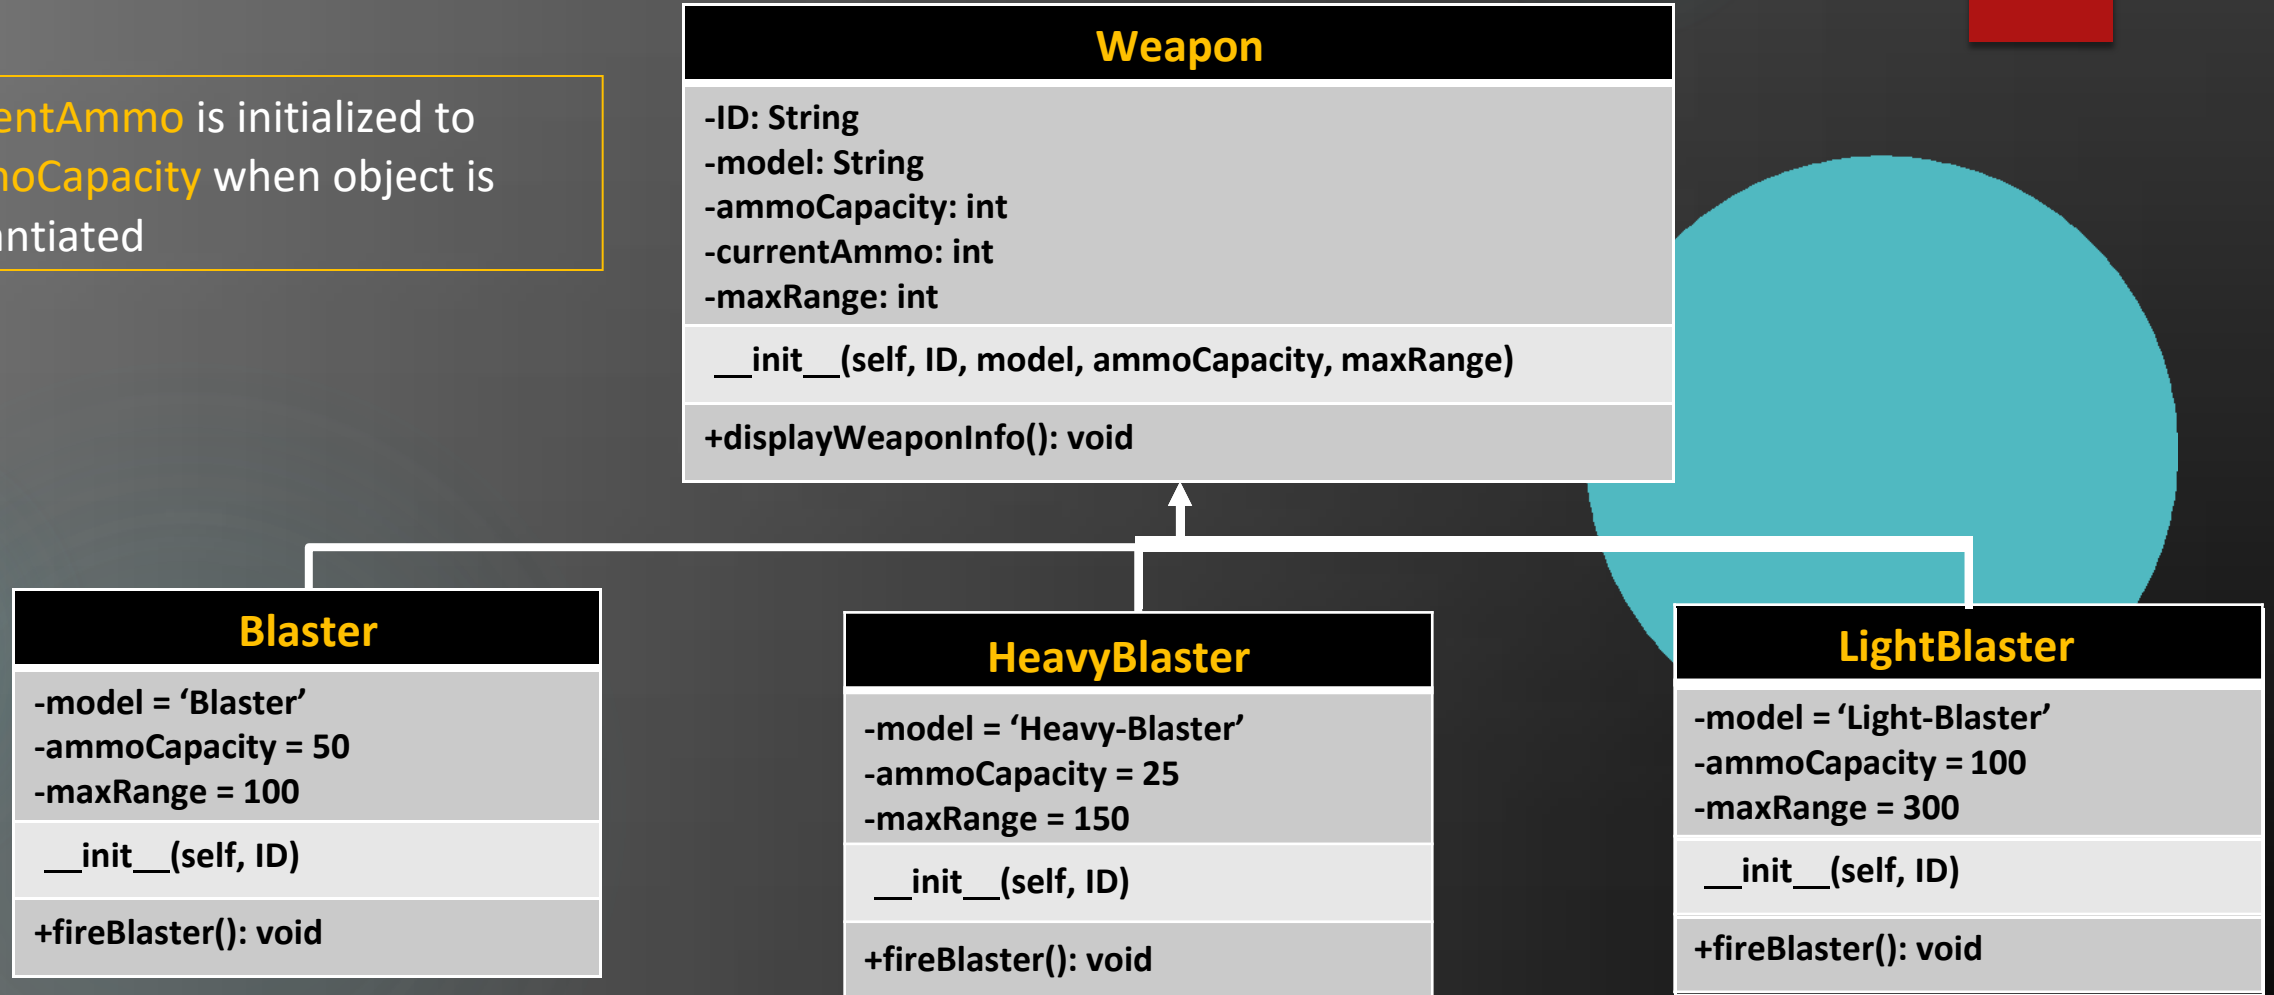 Weapon
-ID: String
-model: String
-ammoCapacity: int
-currentAmmo: int
-maxRange: int
__init__(self, ID, model, ammoCapacity, maxRange)
+displayWeaponInfo(): void
entAmmo is initialized to
noCapacity when object is
antiated
Blaster
-model = ‘Blaster’
-ammoCapacity = 50
-maxRange = 100
__init__(self, ID)
+fireBlaster(): void
HeavyBlaster
-model = ‘Heavy-Blaster’
-ammoCapacity = 25
-maxRange = 150
__init__(self, ID)
+fireBlaster(): void
LightBlaster
-model = ‘Light-Blaster’
-ammoCapacity = 100
-maxRange = 300
__init__(self, ID)
+fireBlaster(): void